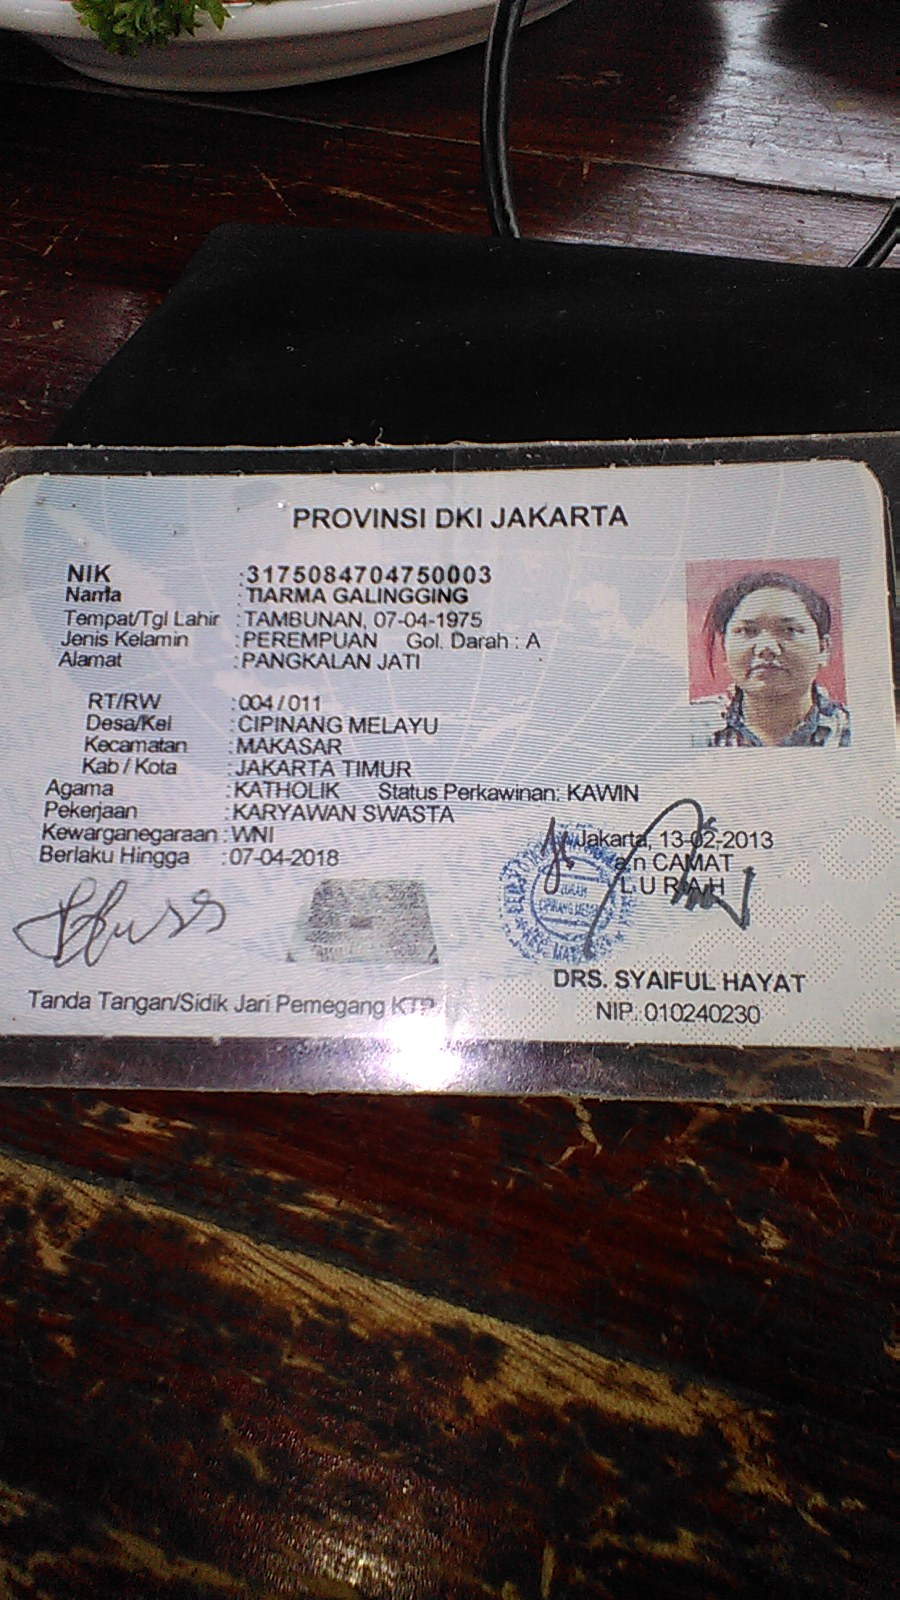 PROVINSI DKI JAKARTA
NIK : 3175084704750003
Nama : TIARMA GALINGGING
Tempat/Tgl Lahir : TAMBUNAN, 07-04-1975
Jenis Kelamin : PEREMPUAN Gol. Darah : A
Alamat : PANGKALAN JATI
RT/RW : 004 / 011
Desa/Kel : CIPINANG MELAYU
Kecamatan : MAKASAR
Kab / Kota : JAKARTA TIMUR
Agama : KATHOLIK Status Perkawinan: KAWIN
Pekerjaan : KARYAWAN SWASTA
Kewarganegaraan : WNI
Berlaku Hingga : 07-04-2018
Jakarta, 13-02-2013
a.n CAMAT
LURAH
LURAH
CIPINANG MELAYU
DRS. SYAIFUL HAYAT
NIP. 010240230
Tanda Tangan/Sidik Jari Pemegang KTP